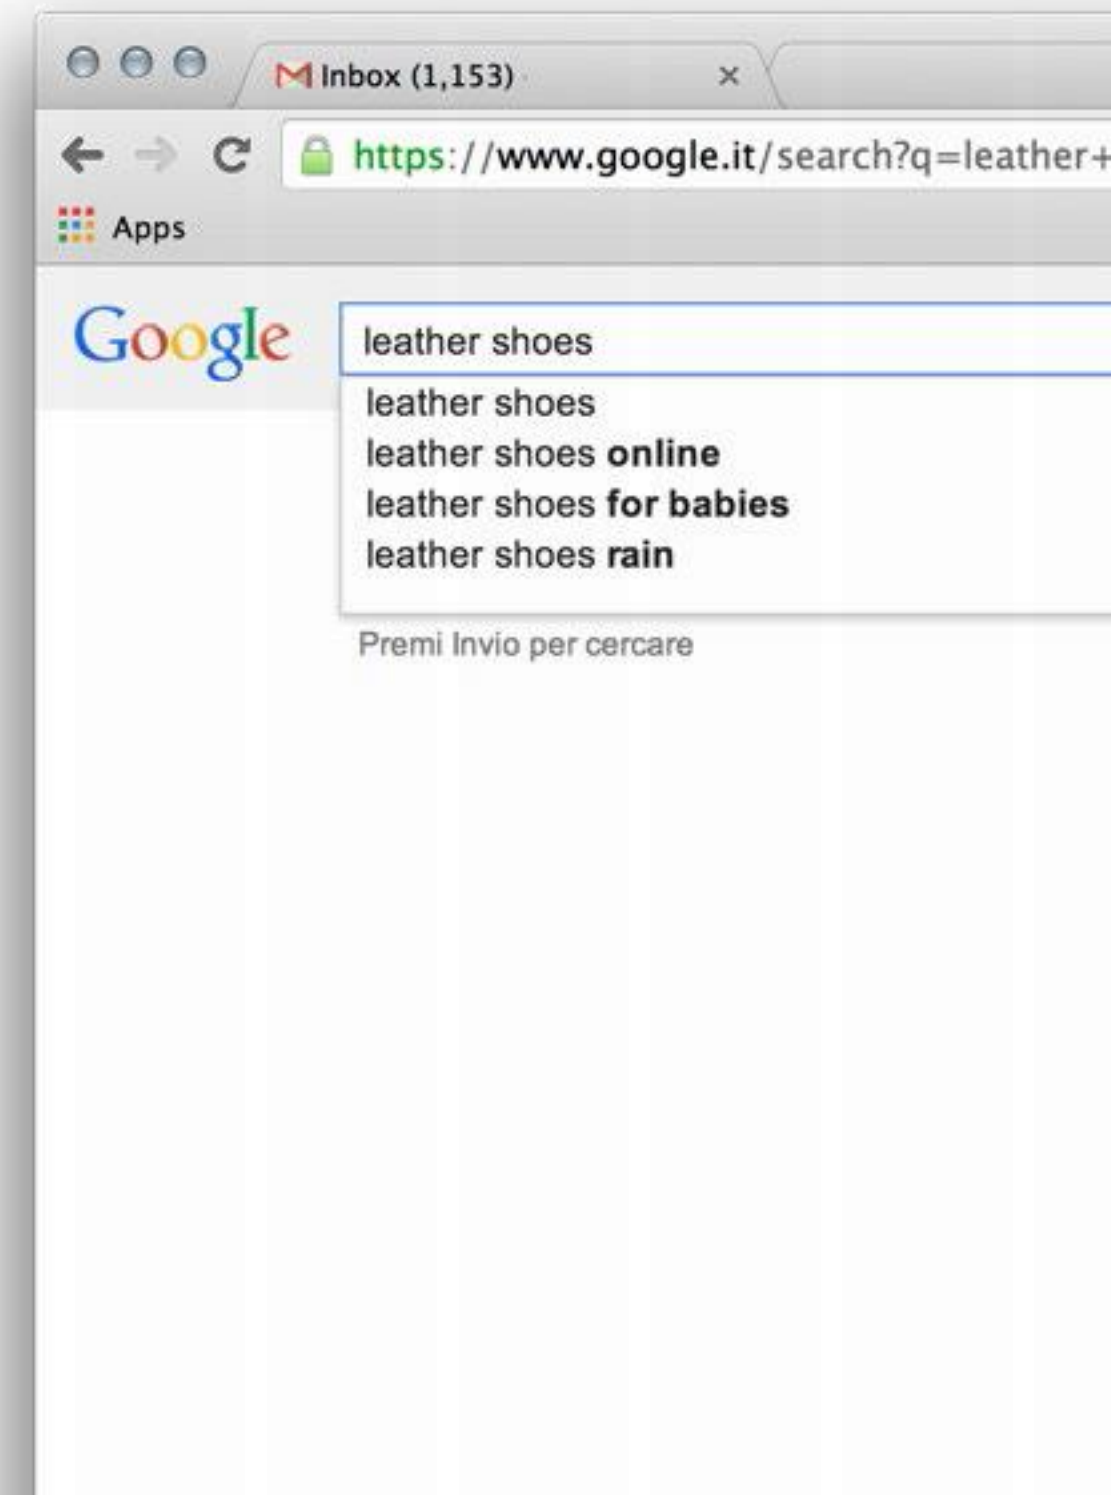 Inbox (1,153)
https://www.google.it/search?q=leather+
Apps
Google
leather shoes
leather shoes
leather shoes online
leather shoes for babies
leather shoes rain
Premi Invio per cercare